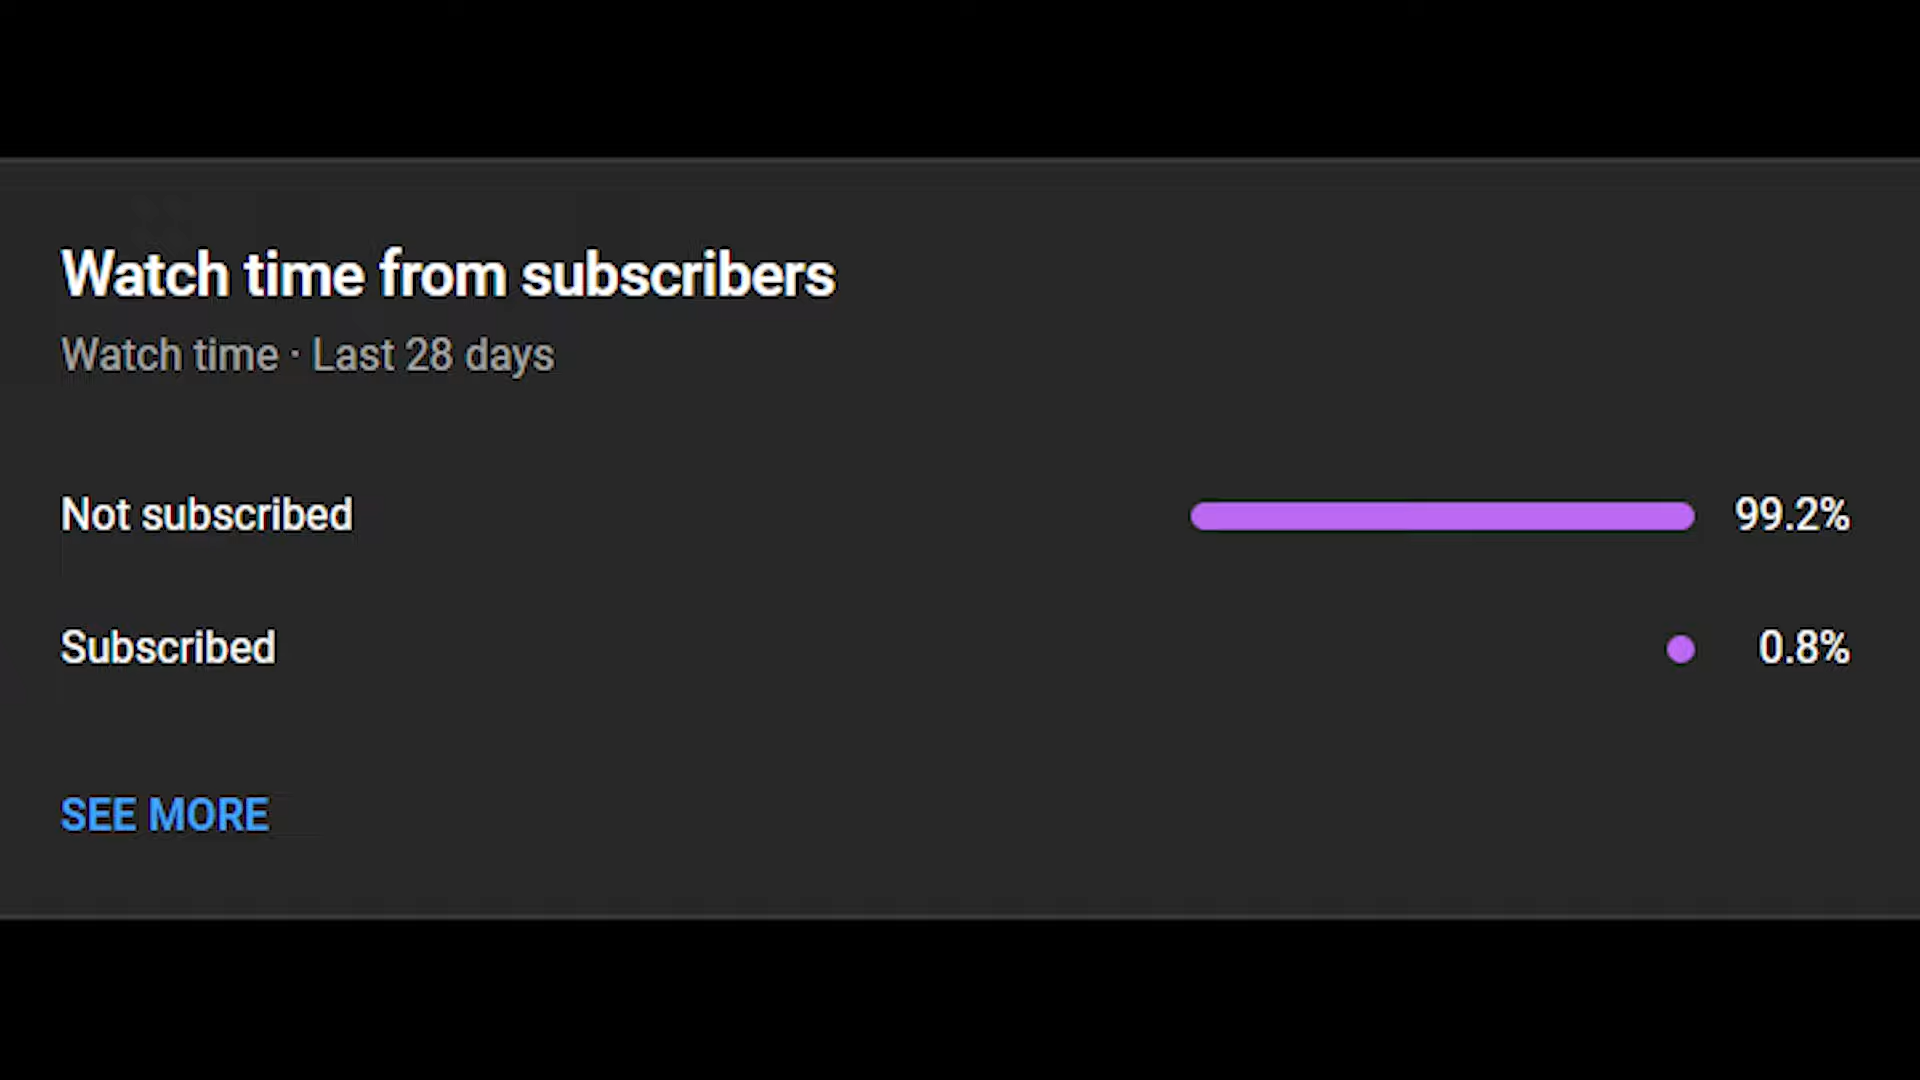 Watch time from subscribers
Watch time · Last 28 days
Not subscribed 99.2%
Subscribed 0.8%
SEE MORE